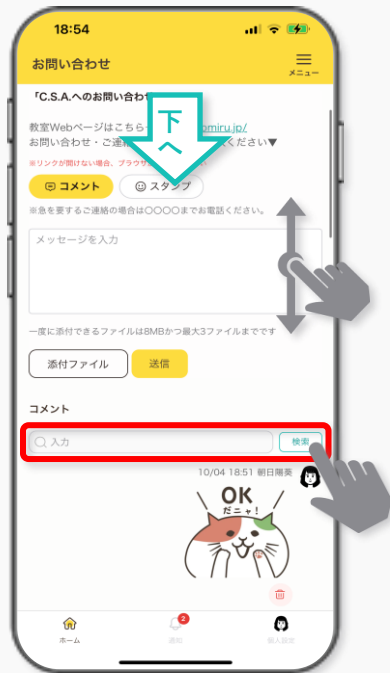 18:54
お問い合わせ
メニュー
「C.S.A.へのお問い合わ
下
へ
教室Webページはこちら
omiru.jp/
お問い合わせ・ご連
ください▼
※リンクが開けない場合、ブラウザ
い
コメント
スタンプ
※急を要するご連絡の場合は〇〇〇〇までお電話ください。
メッセージを入力
一度に添付できるファイルは8MBかつ最大3ファイルまでです
添付ファイル
送信
コメント
入力
検索
10/04 18:51 朝日陽葵
OK
だニャ!
2
ホーム
通知
個人設定